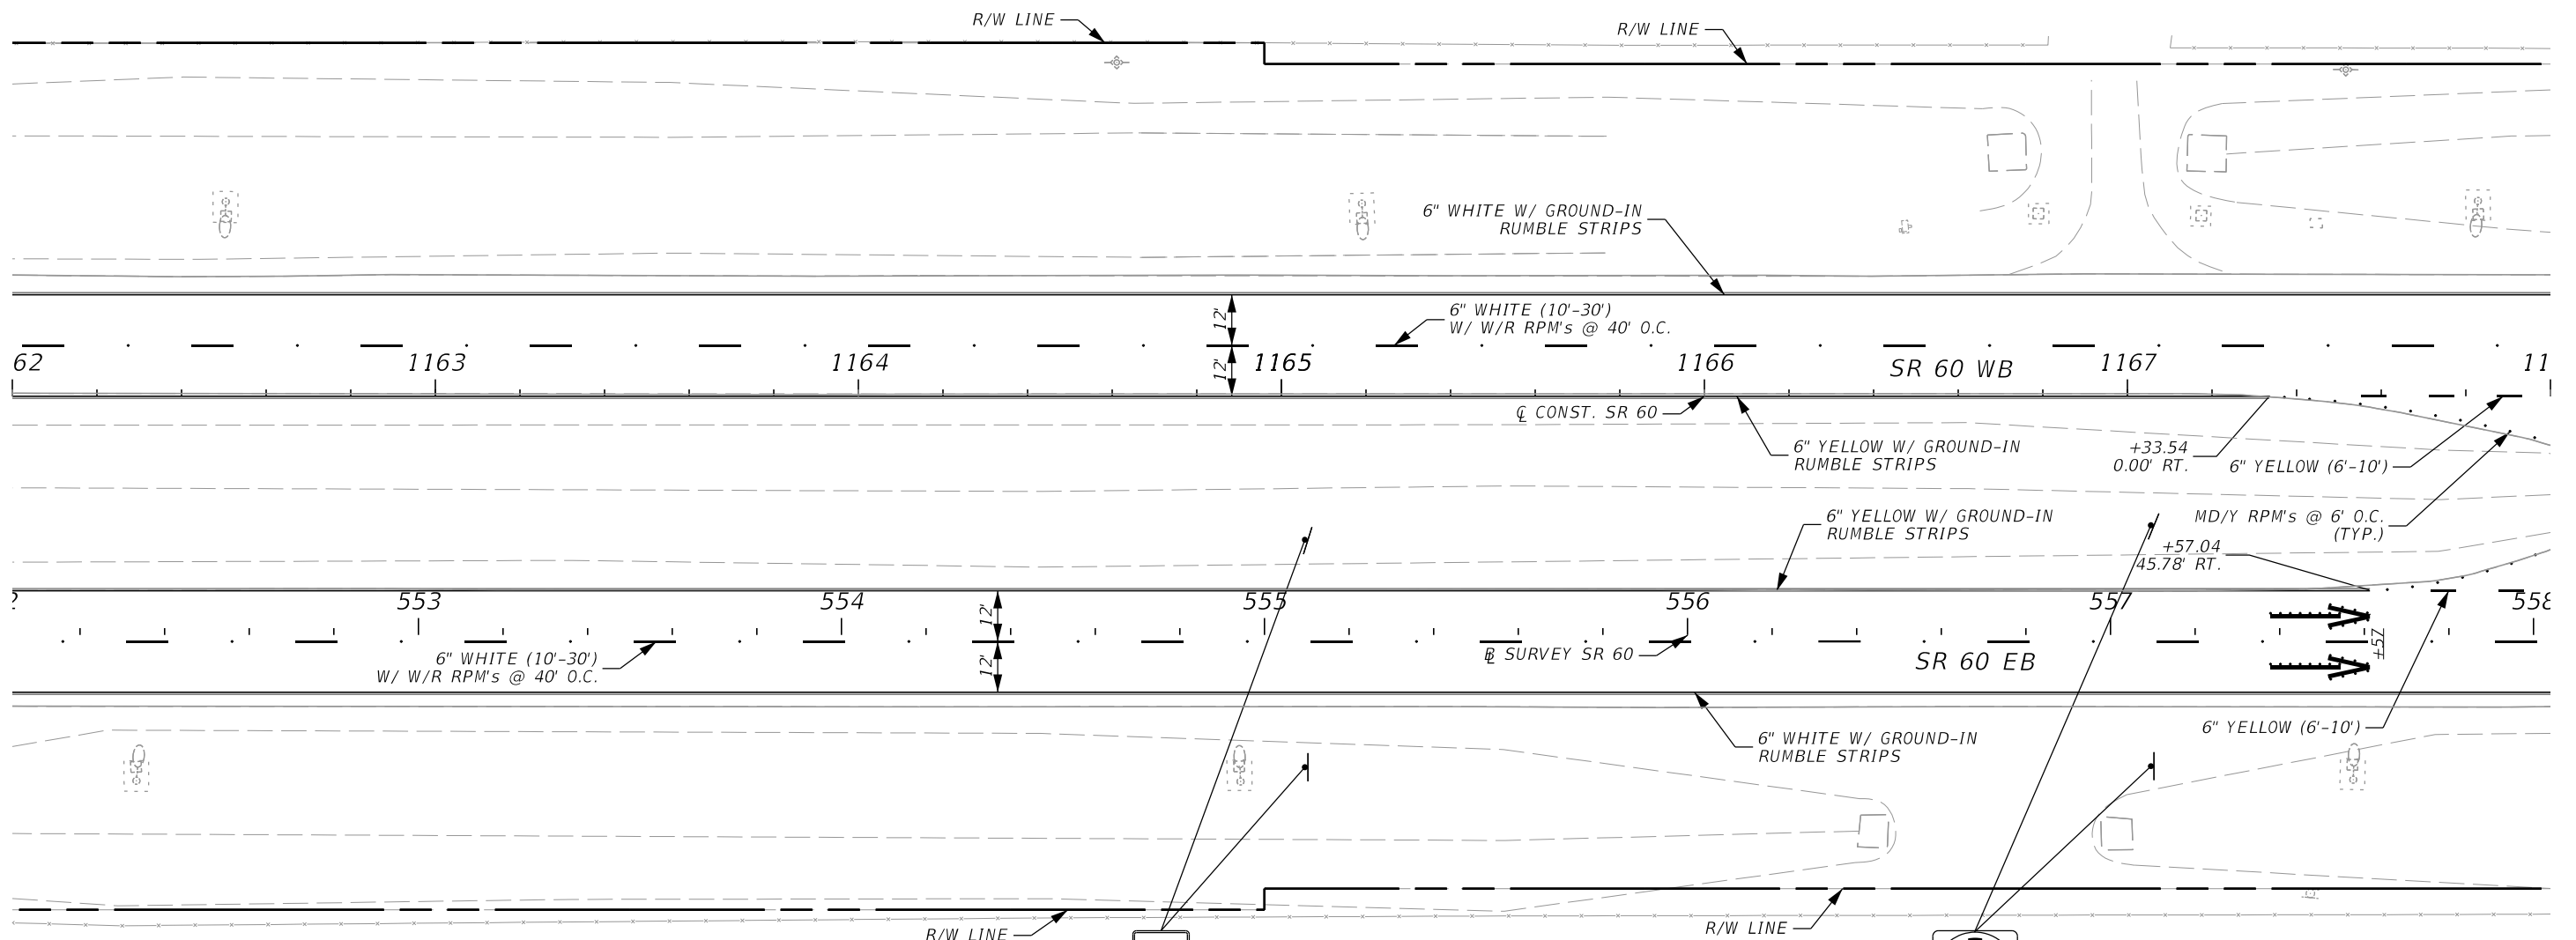 R/W LINE
R/W LINE
6" WHITE W/ GROUND-IN
RUMBLE STRIPS
6" WHITE (10'-30')
W/ W/R RPM's @ 40' O.C.
12'
12'
62
1163
1164
1165
1166
1167
11
SR 60 WB
℄ CONST. SR 60
6" YELLOW W/ GROUND-IN
RUMBLE STRIPS
+33.54
0.00' RT.
6" YELLOW (6'-10')
6" YELLOW W/ GROUND-IN
RUMBLE STRIPS
MD/Y RPM's @ 6' O.C.
(TYP.)
+57.04
45.78' RT.
553
554
555
556
557
558
12'
12'
6" WHITE (10'-30')
W/ W/R RPM's @ 40' O.C.
SURVEY SR 60
SR 60 EB
+57
6" YELLOW (6'-10')
6" WHITE W/ GROUND-IN
RUMBLE STRIPS
R/W LINE
R/W LINE